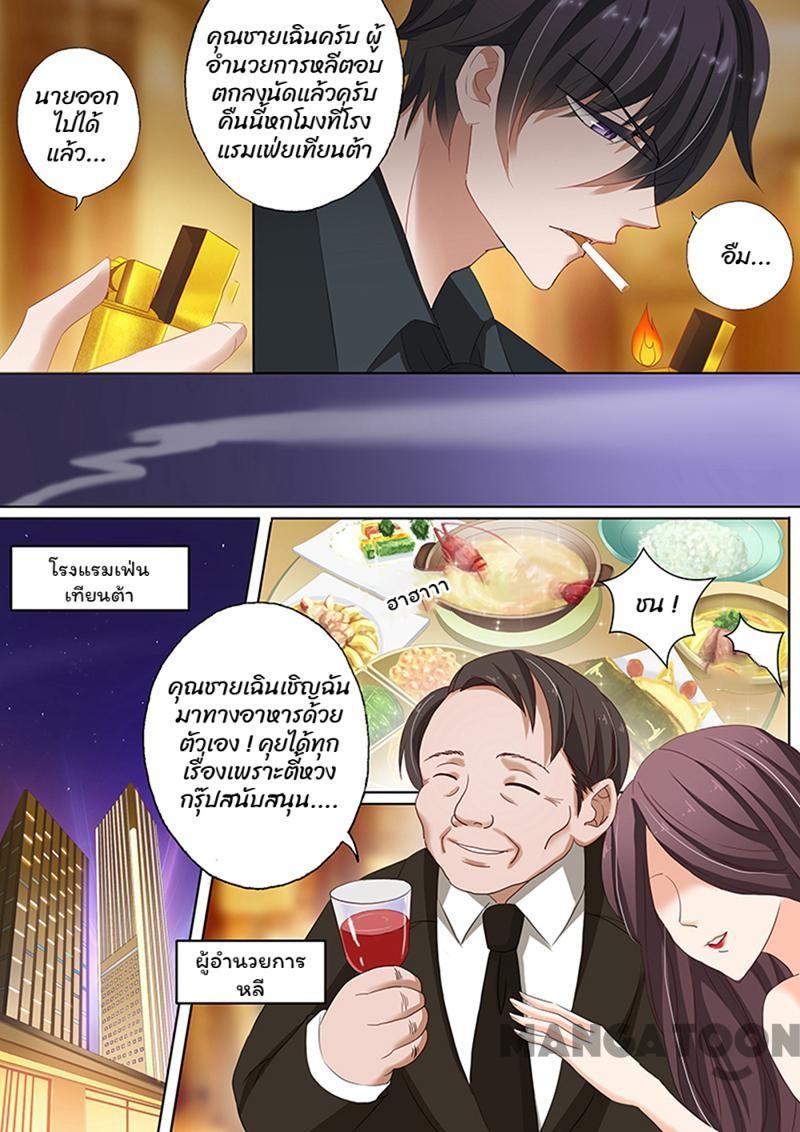 คุณชายเฉินครับ ผู้
อำนวยการหลีตอบ
ตกลงนัดแล้วครับ
คืนนี้หกโมงที่โรง
แรมเฟยเทียนต้า
นายออก
ไปได้
แล้ว...
อืม...
โรงแรมเฟ่น
เทียนต้า
ฮาฮาาา
ชน !
คุณชายเฉินเชิญฉัน
มาทางอาหารด้วย
ตัวเอง ! คุยได้ทุก
เรื่องเพราะตี้หวง
กรุ๊ปสนับสนุน....
ผู้อำนวยการ
หลี
MANGATOON